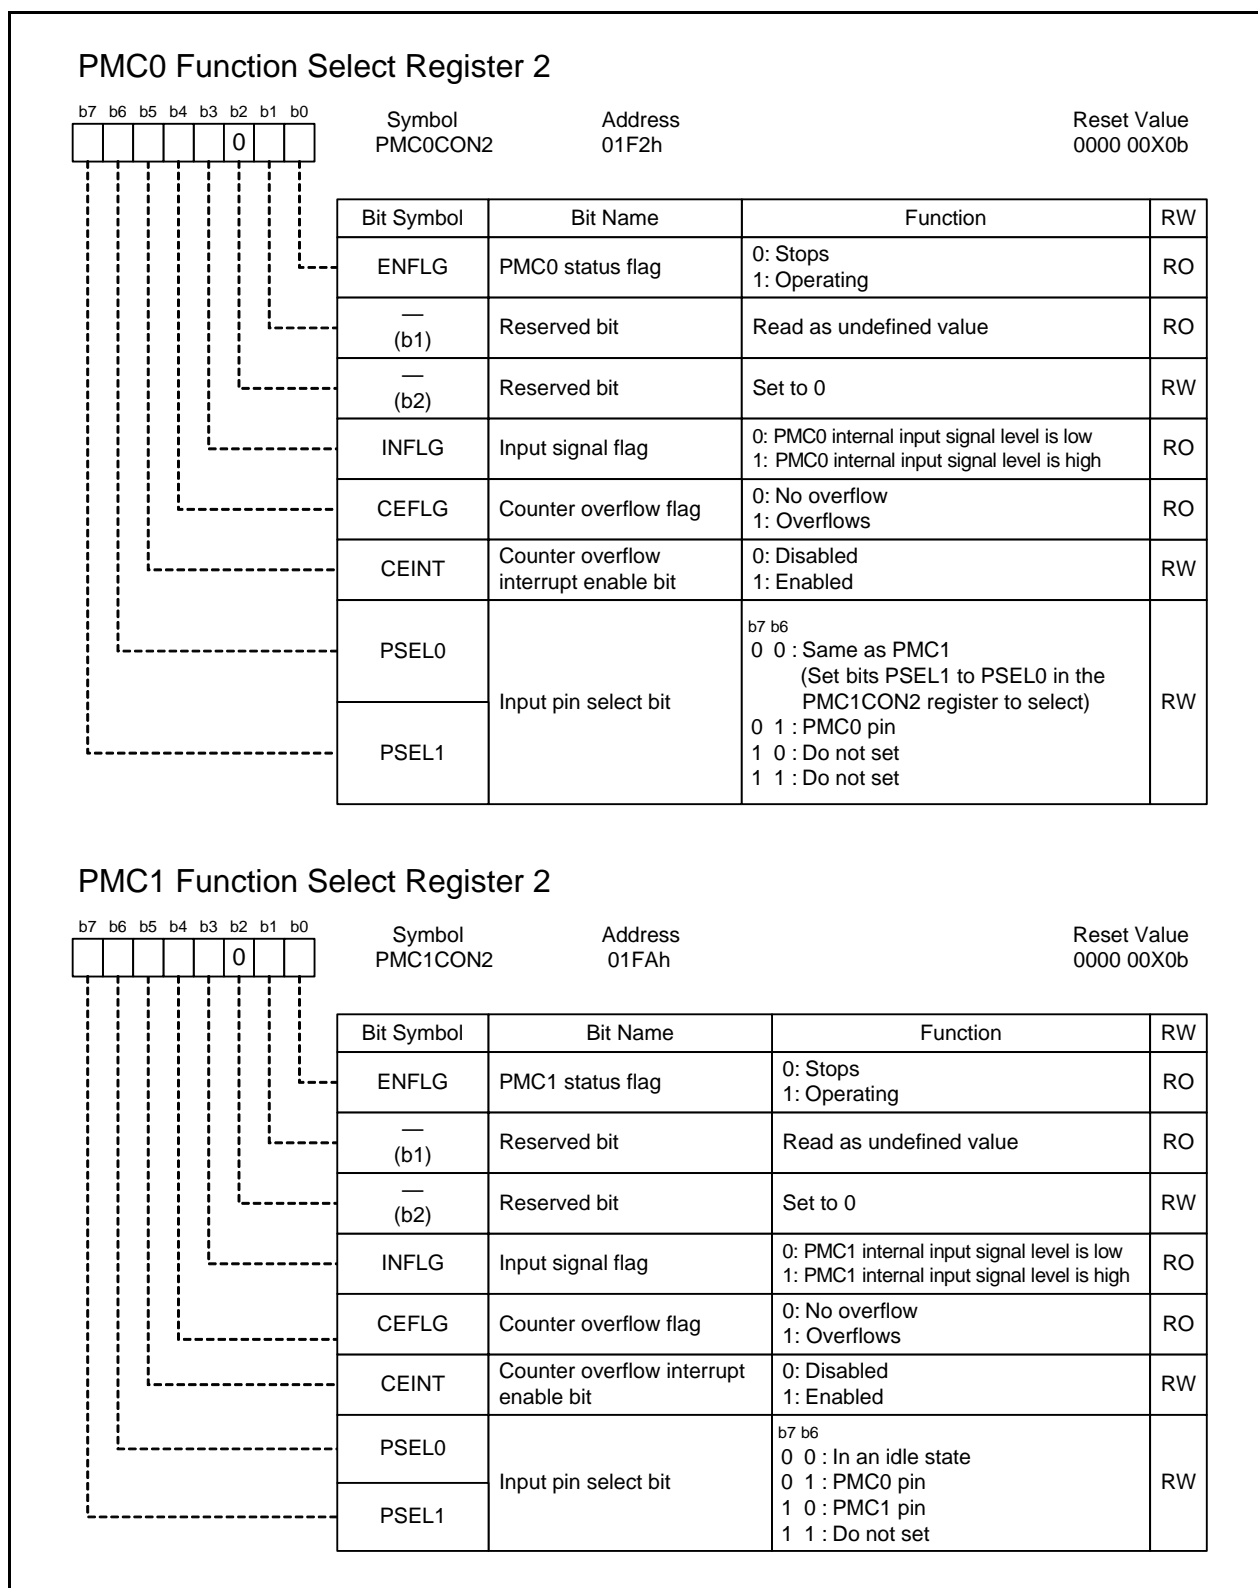 PMC0 Function Select Register 2
b7 b6 b5 b4 b3 b2 b1 b0
0
Symbol Address Reset Value
PMC0CON2 01F2h 0000 00X0b
Bit Symbol Bit Name Function RW
ENFLG PMC0 status flag 0: Stops
1: Operating RO
—
(b1) Reserved bit Read as undefined value RO
—
(b2) Reserved bit Set to 0 RW
INFLG Input signal flag 0: PMC0 internal input signal level is low
1: PMC0 internal input signal level is high RO
CEFLG Counter overflow flag 0: No overflow
1: Overflows RO
CEINT Counter overflow
interrupt enable bit 0: Disabled
1: Enabled RW
PSEL0
PSEL1
Input pin select bit
b7 b6
0 0 : Same as PMC1
(Set bits PSEL1 to PSEL0 in the
PMC1CON2 register to select)
0 1 : PMC0 pin
1 0 : Do not set
1 1 : Do not set
RW
PMC1 Function Select Register 2
b7 b6 b5 b4 b3 b2 b1 b0
0
Symbol Address Reset Value
PMC1CON2 01FAh 0000 00X0b
Bit Symbol Bit Name Function RW
ENFLG PMC1 status flag 0: Stops
1: Operating RO
—
(b1) Reserved bit Read as undefined value RO
—
(b2) Reserved bit Set to 0 RW
INFLG Input signal flag 0: PMC1 internal input signal level is low
1: PMC1 internal input signal level is high RO
CEFLG Counter overflow flag 0: No overflow
1: Overflows RO
CEINT Counter overflow interrupt
enable bit 0: Disabled
1: Enabled RW
PSEL0
PSEL1
Input pin select bit
b7 b6
0 0 : In an idle state
0 1 : PMC0 pin
1 0 : PMC1 pin
1 1 : Do not set
RW